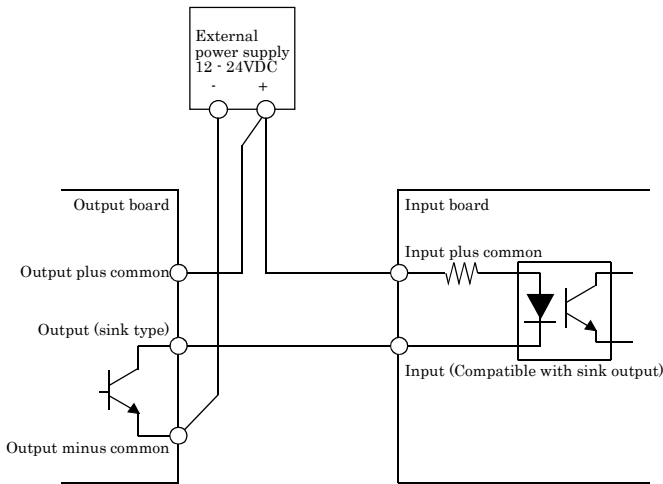 External
power supply
12 - 24VDC
- +
Output board
Input board
Input plus common
Output plus common
Output (sink type)
Input (Compatible with sink output)
Output minus common